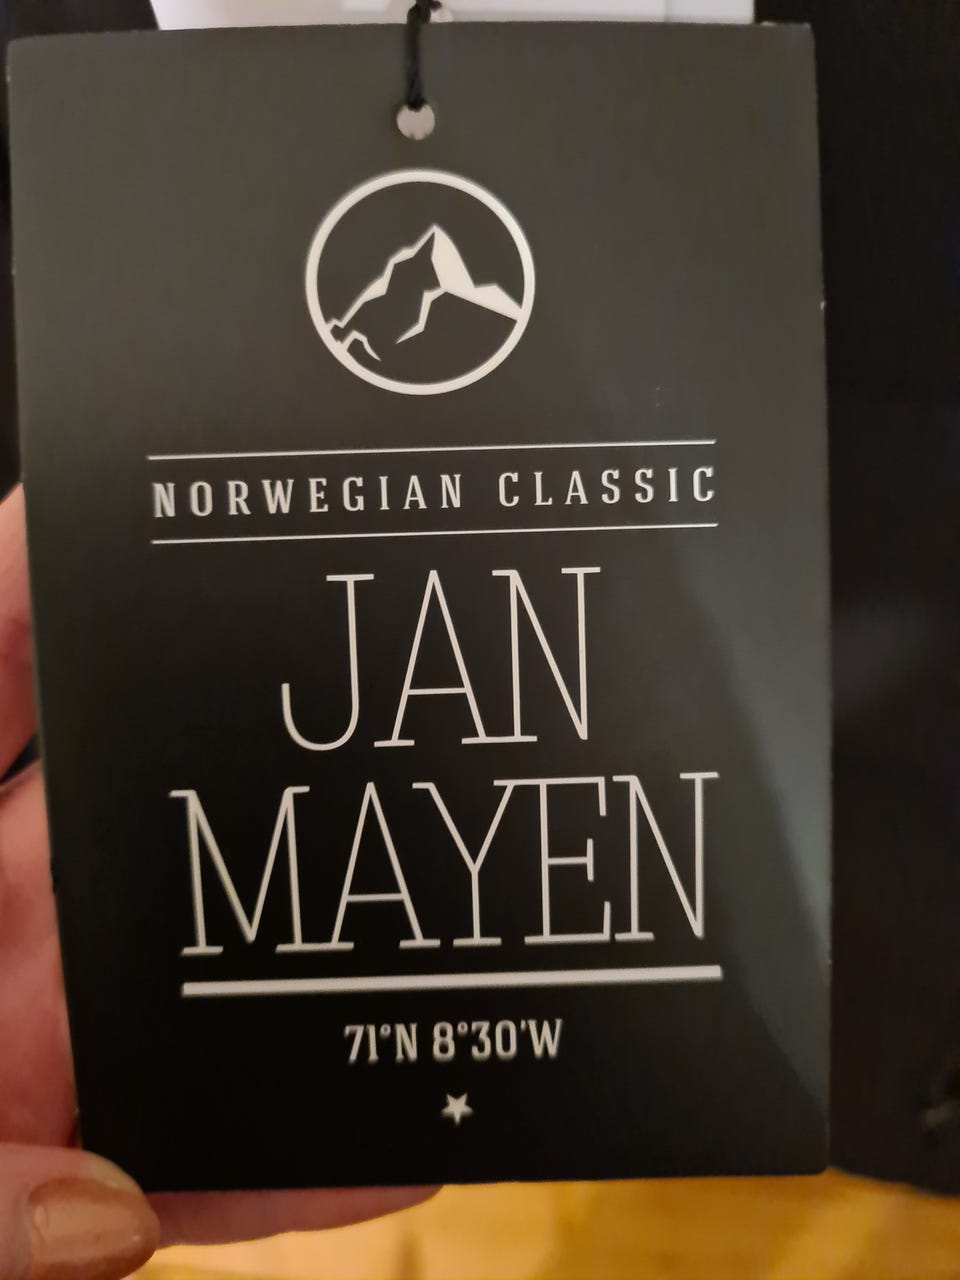 NORWEGIAN CLASSIC
JAN
MAYEN
71°N 8°30'W